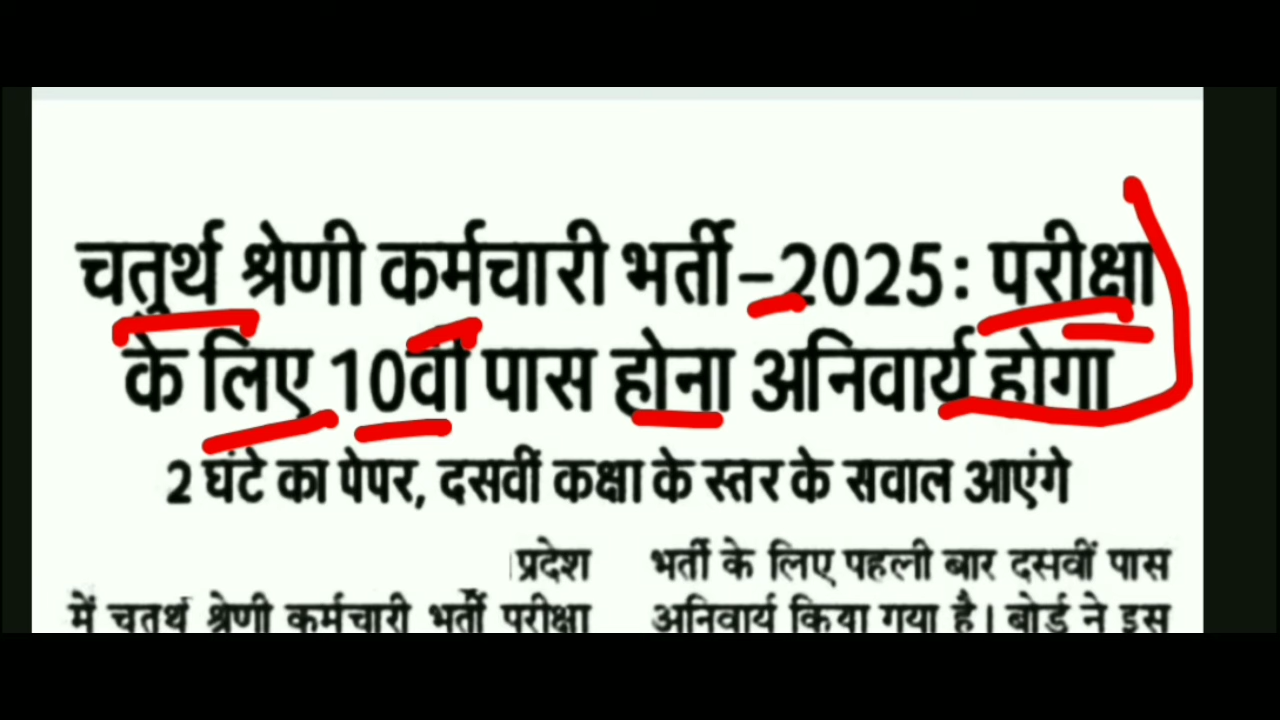 चतुर्थ श्रेणी कर्मचारी भर्ती-2025: परीक्षा
के लिए 10वीं पास होना अनिवार्य होगा
2 घंटे का पेपर, दसवीं कक्षा के स्तर के सवाल आएंगे
प्रदेश
में चतुर्थ श्रेणी कर्मचारी भर्ती परीक्षा
भर्ती के लिए पहली बार दसवीं पास
अनिवार्य किया गया है। बोर्ड ने इस